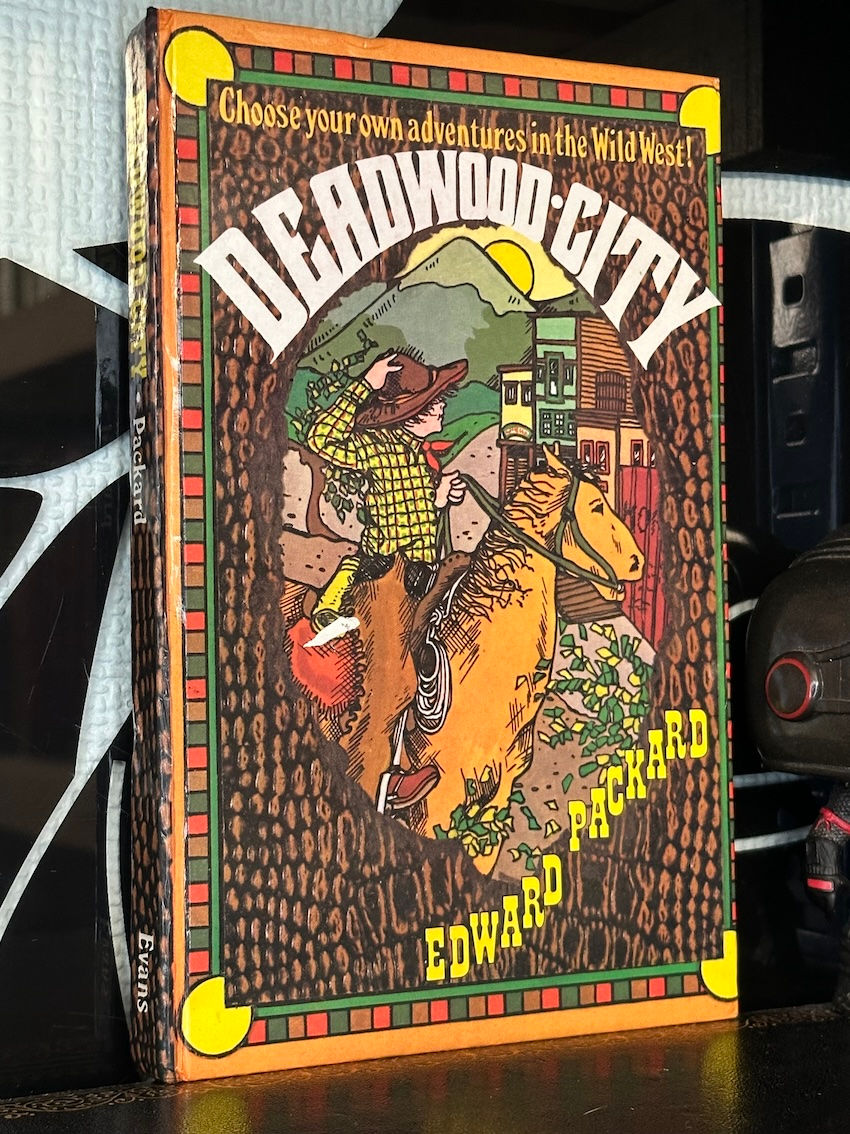 Choose your own adventures in the Wild West!
DEADWOOD·CITY
EDWARD PACKARD
DEADWOOD CITY Packard Evans